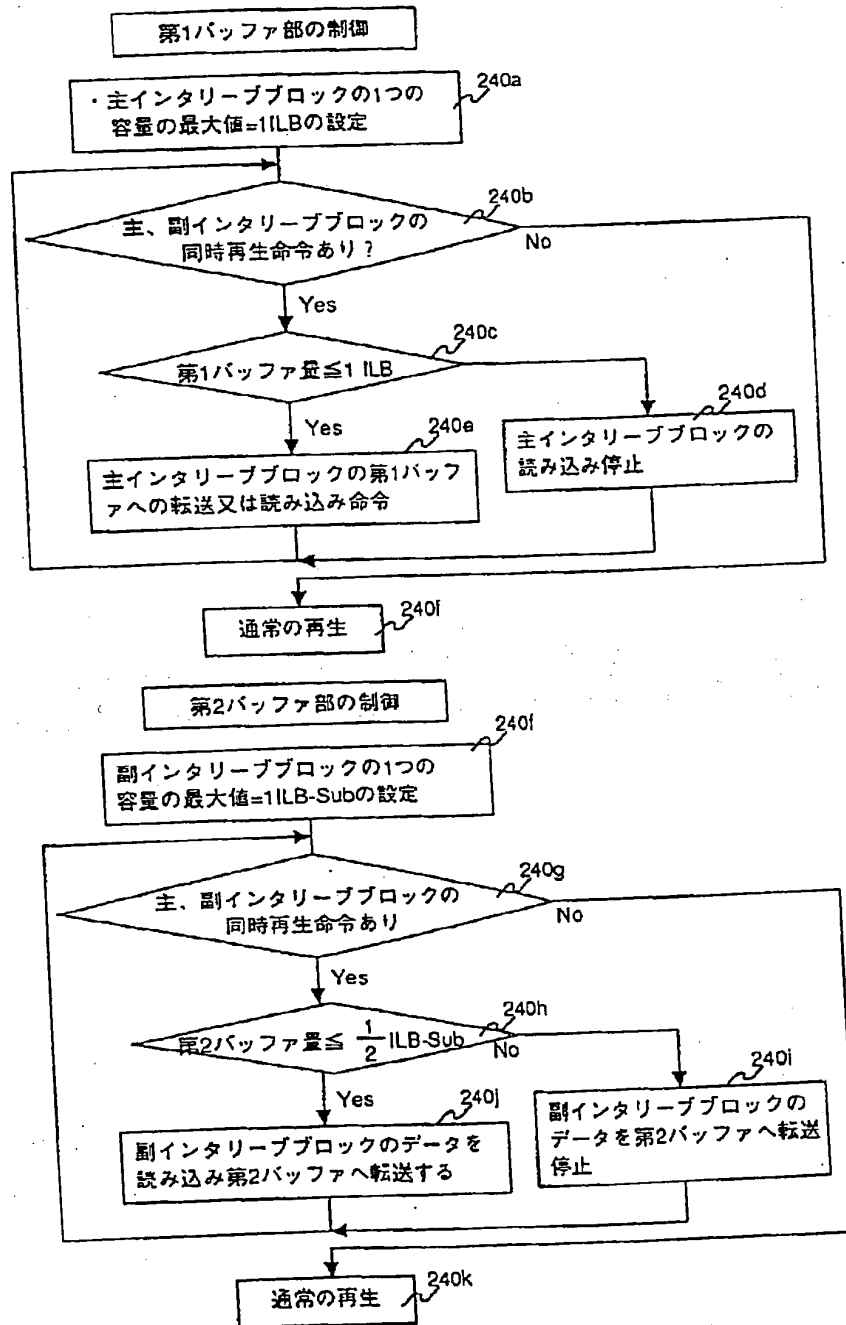 第1バッファ部の制御
240a
・主インタリーブブロックの1つの
容量の最大値=1ILBの設定
240b
主、副インタリーブブロックの
同時再生命令あり?
No
Yes
240c
第1バッファ量≦1 ILB
240d
Yes
240e
主インタリーブブロックの
読み込み停止
主インタリーブブロックの第1バッフ
ァへの転送又は読み込み命令
240f
通常の再生
第2バッファ部の制御
240f
副インタリーブブロックの1つの
容量の最大値=1ILB-Subの設定
240g
主、副インタリーブブロックの
同時再生命令あり
No
Yes
240h
第2バッファ量≦ 1/2 ILB-Sub
No
240i
Yes
240j
副インタリーブブロックの
データを第2バッファへ転送
停止
副インタリーブブロックのデータを
読み込み第2バッファへ転送する
240k
通常の再生